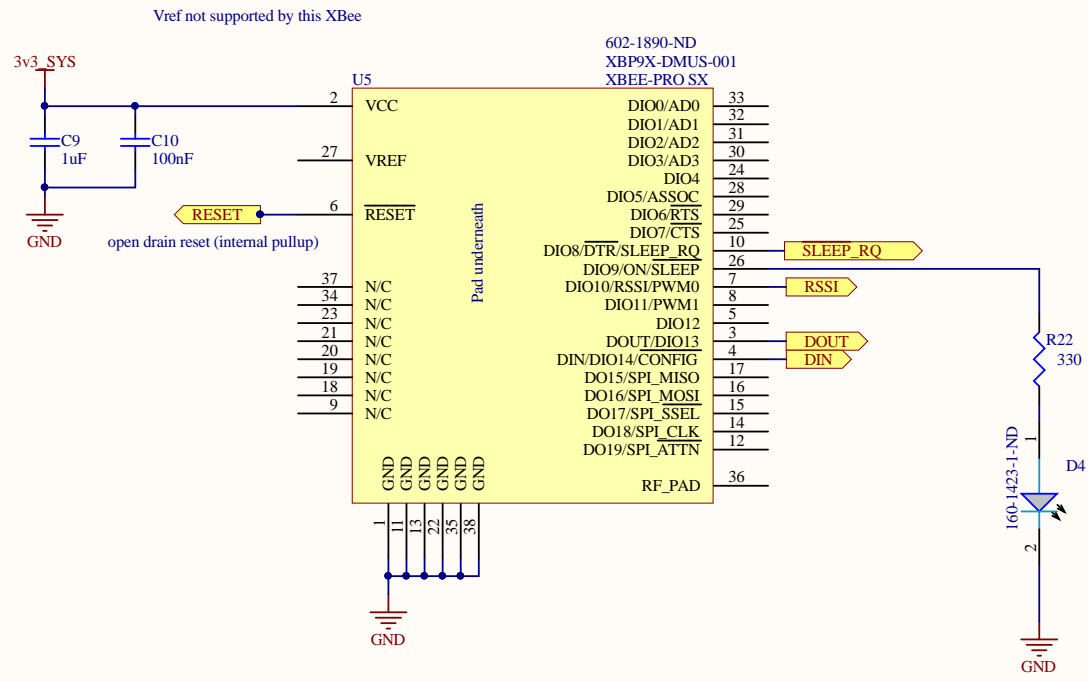 Vref not supported by this XBee
602-1890-ND
XBP9X-DMUS-001
XBEE-PRO SX
3v3_SYS
U5
2 VCC
27 VREF
6 RESET
RESET
open drain reset (internal pullup)
C9
1uF
C10
100nF
GND
37 N/C
34 N/C
23 N/C
21 N/C
20 N/C
19 N/C
18 N/C
9 N/C
Pad underneath
DIO0/AD0 33
DIO1/AD1 32
DIO2/AD2 31
DIO3/AD3 30
DIO4 24
DIO5/ASSOC 28
DIO6/RTS 29
DIO7/CTS 25
DIO8/DTR/SLEEP_RQ 10 SLEEP_RQ
DIO9/ON/SLEEP 26
DIO10/RSSI/PWM0 7 RSSI
DIO11/PWM1 8
DIO12 5
DOUT/DIO13 3 DOUT
DIN/DIO14/CONFIG 4 DIN
DO15/SPI_MISO 17
DO16/SPI_MOSI 16
DO17/SPI_SSEL 15
DO18/SPI_CLK 14
DO19/SPI_ATTN 12
RF_PAD 36
GND GND GND GND GND GND
1 11 13 22 35 38
GND
R22
330
1
160-1423-1-ND
D4
2
GND